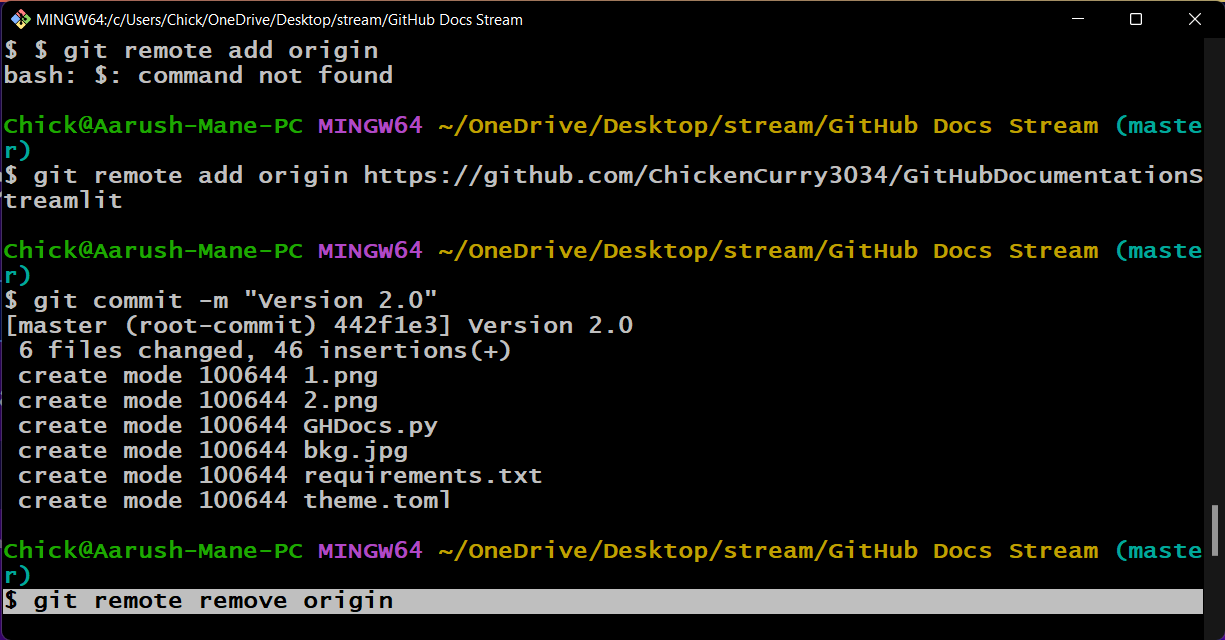 MINGW64:/c/Users/Chick/OneDrive/Desktop/stream/GitHub Docs Stream
$ $ git remote add origin
bash: $: command not found
Chick@Aarush-Mane-PC MINGW64 ~/OneDrive/Desktop/stream/GitHub Docs Stream (maste
r)
$ git remote add origin https://github.com/ChickenCurry3034/GitHubDocumentationS
treamlit
Chick@Aarush-Mane-PC MINGW64 ~/OneDrive/Desktop/stream/GitHub Docs Stream (maste
r)
$ git commit -m "Version 2.0"
[master (root-commit) 442f1e3] Version 2.0
 6 files changed, 46 insertions(+)
 create mode 100644 1.png
 create mode 100644 2.png
 create mode 100644 GHDocs.py
 create mode 100644 bkg.jpg
 create mode 100644 requirements.txt
 create mode 100644 theme.toml
Chick@Aarush-Mane-PC MINGW64 ~/OneDrive/Desktop/stream/GitHub Docs Stream (maste
r)
$ git remote remove origin